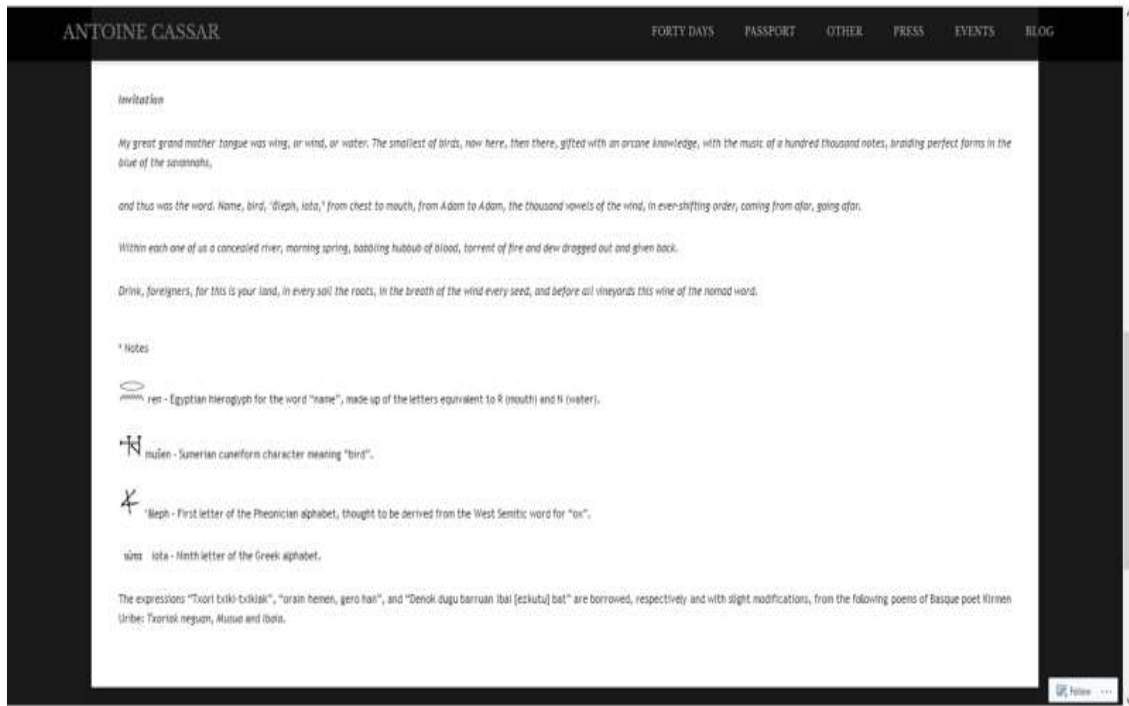 ANTOINE CASSAR
FORTY DAYS PASSPORT OTHER PRESS EVENTS BLOG
Invitation
My great grand mother tongue was wing, or wind, or water. The smallest of birds, now here, then there, gifted with an arcane knowledge, with the music of a hundred thousand notes, braiding perfect forms in the
blue of the savannahs,
and thus was the word. Name, bird, iota,* from chest to mouth, from Adam to Adam, the thousand vowels of the wind, in ever-shifting order, coming from afar, going afar.
Within each one of us a concealed river, morning spring, babbling hubbub of blood, torrent of fire and dew dragged out and given back.
Drink, foreigners, for this is your land, in every soil the roots, in the breath of the wind every seed, and before all vineyards this wine of the nomad word.
* Notes
ren - Egyptian hieroglyph for the word "name", made up of the letters equivalent to R (mouth) and N (water).
mušen - Sumerian cuneiform character meaning "bird".
- First letter of the Pheonician alphabet, thought to be derived from the West Semitic word for "ox".
iota - Ninth letter of the Greek alphabet.
The expressions "Txori txiki-txikiak", "orain hemen, gero han", and "Denok dugu barruan ibai [ezkutu] bat" are borrowed, respectively and with slight modifications, from the following poems of Basque poet Kirmen
Uribe: Txoriak neguan, Musua and Ibaia.
Follow ...